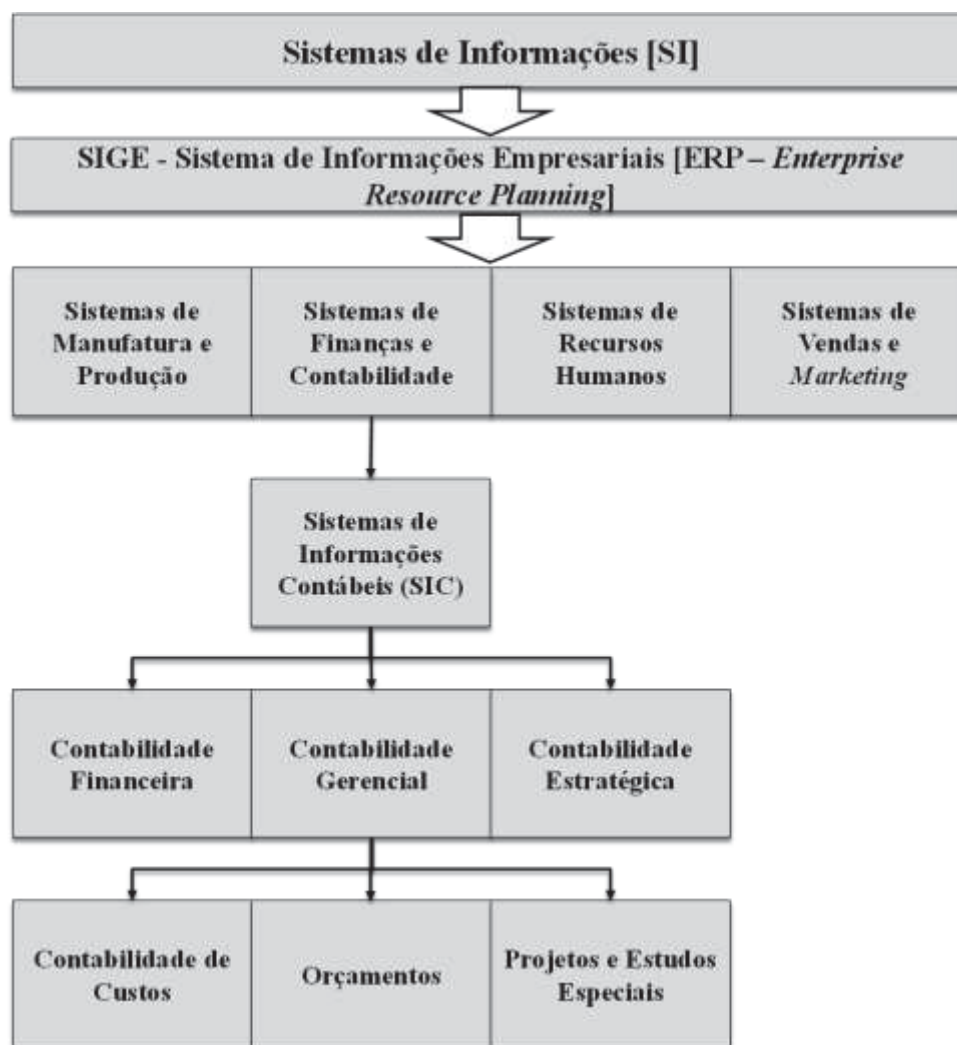 Sistemas de Informações [SI]
SIGE - Sistema de Informações Empresariais [ERP – Enterprise
Resource Planning]
Sistemas de
Manufatura e
Produção
Sistemas de
Finanças e
Contabilidade
Sistemas de
Recursos
Humanos
Sistemas de
Vendas e
Marketing
Sistemas de
Informações
Contábeis (SIC)
Contabilidade
Financeira
Contabilidade
Gerencial
Contabilidade
Estratégica
Contabilidade de
Custos
Orçamentos
Projetos e Estudos
Especiais